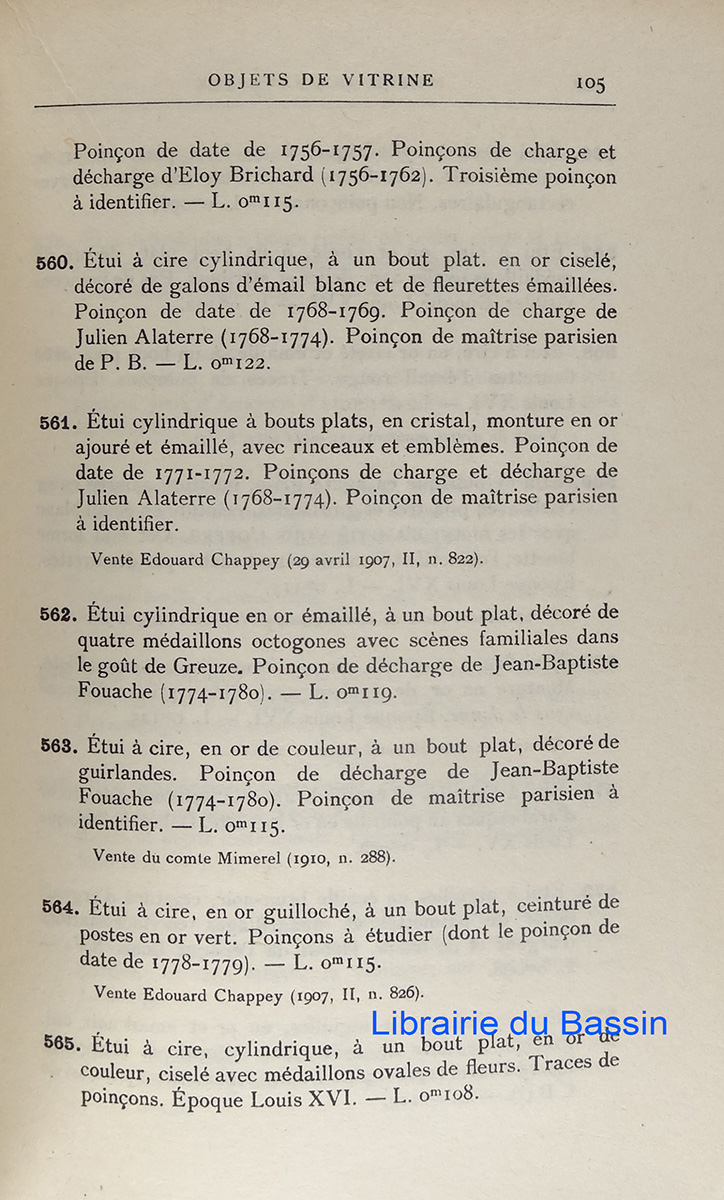 OBJETS DE VITRINE 105
Poinçon de date de 1756-1757. Poinçons de charge et
décharge d'Eloy Brichard (1756-1762). Troisième poinçon
à identifier. — L. 0ᵐ115.
560. Étui à cire cylindrique, à un bout plat. en or ciselé,
décoré de galons d'émail blanc et de fleurettes émaillées.
Poinçon de date de 1768-1769. Poinçon de charge de
Julien Alaterre (1768-1774). Poinçon de maîtrise parisien
de P. B. — L. 0ᵐ122.
561. Étui cylindrique à bouts plats, en cristal, monture en or
ajouré et émaillé, avec rinceaux et emblèmes. Poinçon de
date de 1771-1772. Poinçons de charge et décharge de
Julien Alaterre (1768-1774). Poinçon de maîtrise parisien
à identifier.
Vente Edouard Chappey (29 avril 1907, II, n. 822).
562. Étui cylindrique en or émaillé, à un bout plat, décoré de
quatre médaillons octogones avec scènes familiales dans
le goût de Greuze. Poinçon de décharge de Jean-Baptiste
Fouache (1774-1780). — L. 0ᵐ119.
563. Étui à cire, en or de couleur, à un bout plat, décoré de
guirlandes. Poinçon de décharge de Jean-Baptiste
Fouache (1774-1780). Poinçon de maîtrise parisien à
identifier. — L. 0ᵐ115.
Vente du comte Mimerel (1910, n. 288).
564. Étui à cire, en or guilloché, à un bout plat, ceinturé de
postes en or vert. Poinçons à étudier (dont le poinçon de
date de 1778-1779). — L. 0ᵐ115.
Vente Edouard Chappey (1907, II, n. 826).
Librairie du Bassin
565. Étui à cire, cylindrique, à un bout plat, en or de
couleur, ciselé avec médaillons ovales de fleurs. Traces de
poinçons. Époque Louis XVI. — L. 0ᵐ108.